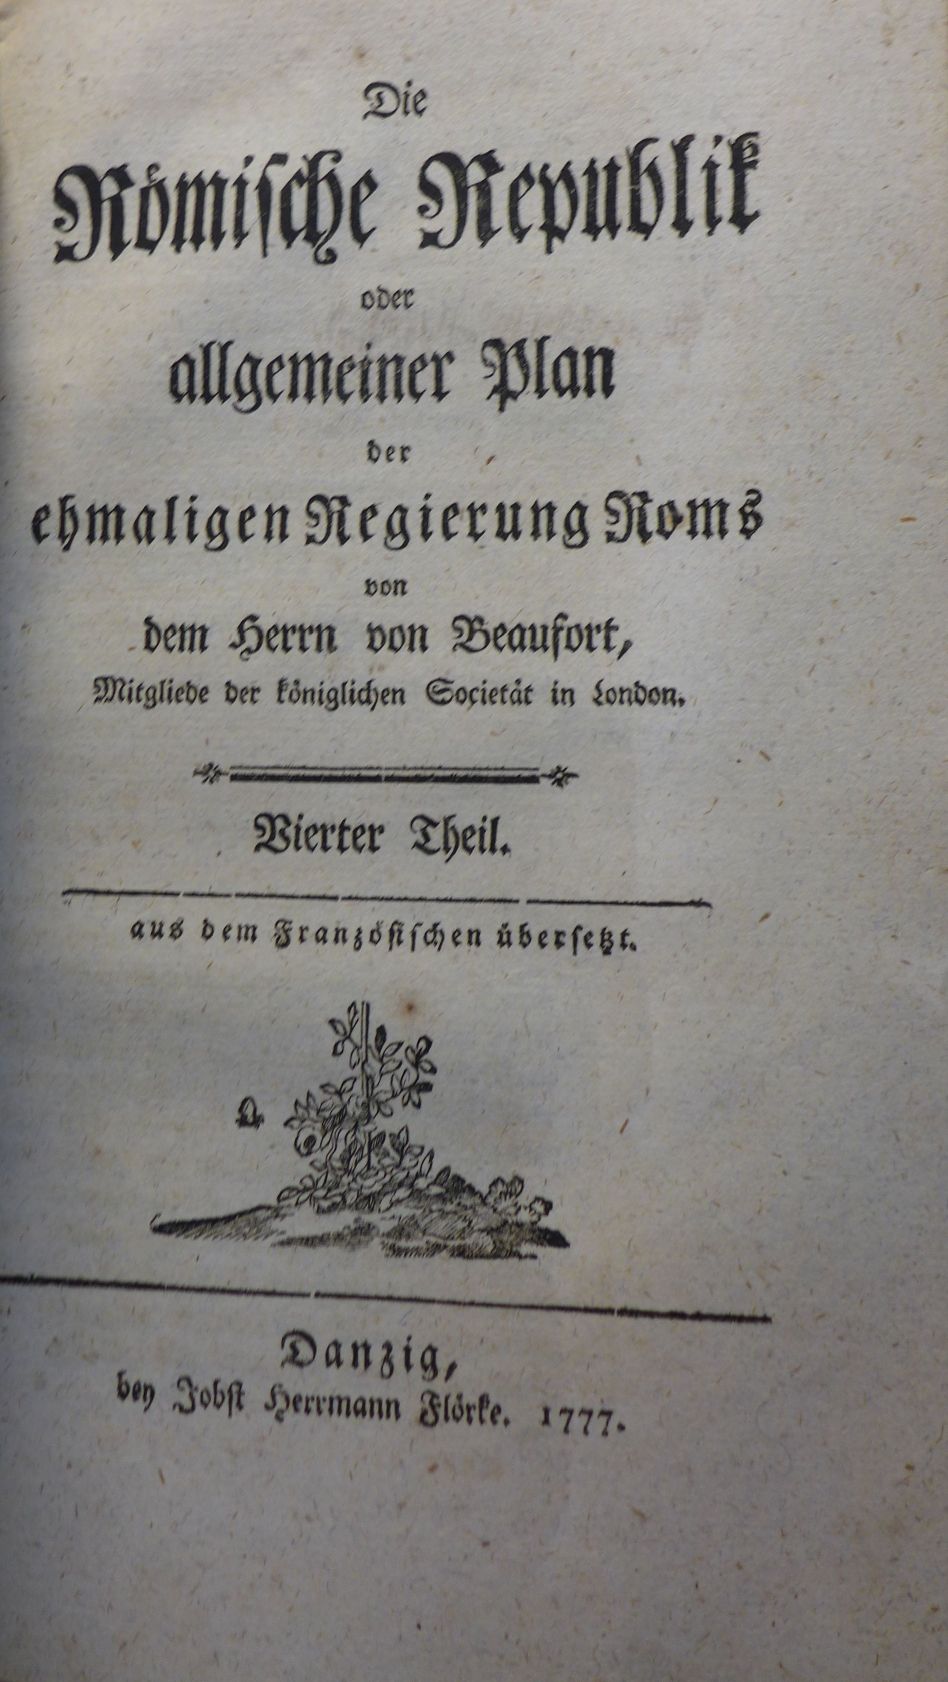 Die
Römiſche Republik
oder
allgemeiner Plan
der
ehmaligen Regierung Roms
von
dem Herrn von Beaufort,
Mitgliede der königlichen Societät in London.
Vierter Theil.
aus dem Französiſchen überſetzt.
Danzig,
bey Jobſt Herrmann Flörke. 1777.